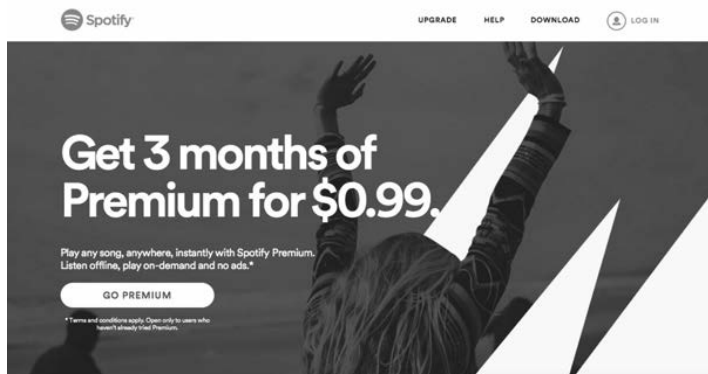 Spotify
UPGRADE
HELP
DOWNLOAD
LOG IN
Get 3 months of
Premium for $0.99.
Play any song, anywhere, instantly with Spotify Premium.
Listen offline, play on-demand and no ads.*
GO PREMIUM
* Terms and conditions apply. Open only to users who
haven't already tried Premium.